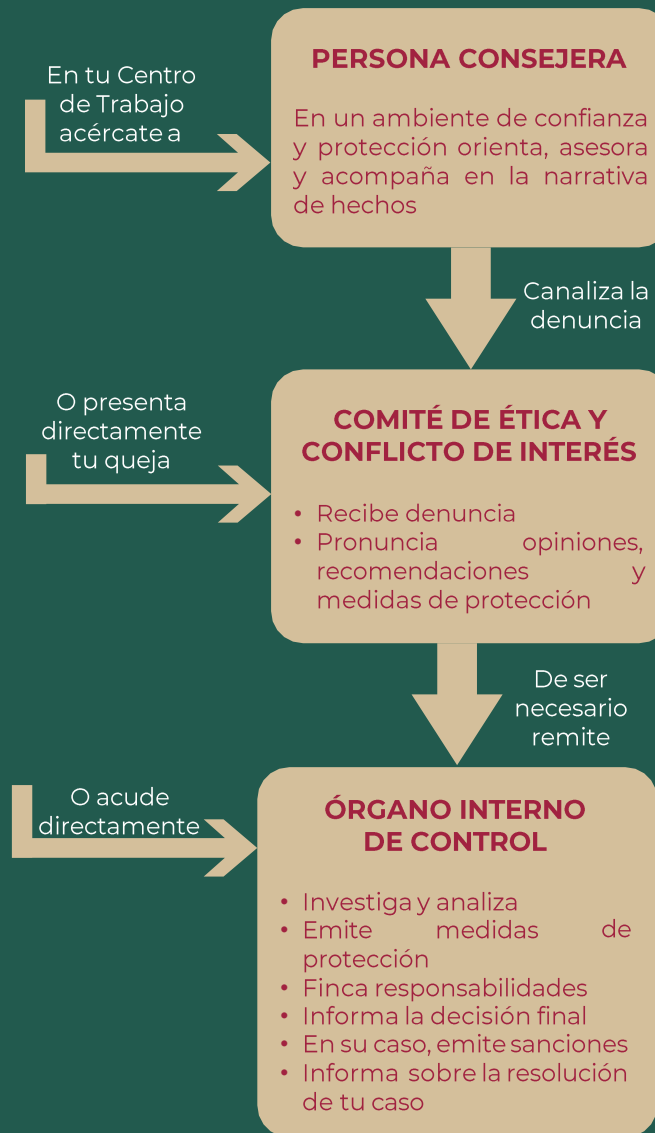 En tu Centro
de Trabajo
acércate a
PERSONA CONSEJERA
En un ambiente de confianza
y protección orienta, asesora
y acompaña en la narrativa
de hechos
Canaliza la
denuncia
O presenta
directamente
tu queja
COMITÉ DE ÉTICA Y
CONFLICTO DE INTERÉS
• Recibe denuncia
• Pronuncia opiniones,
recomendaciones y
medidas de protección
De ser
necesario
remite
O acude
directamente
ÓRGANO INTERNO
DE CONTROL
• Investiga y analiza
• Emite medidas de
protección
• Finca responsabilidades
• Informa la decisión final
• En su caso, emite sanciones
• Informa sobre la resolución
de tu caso